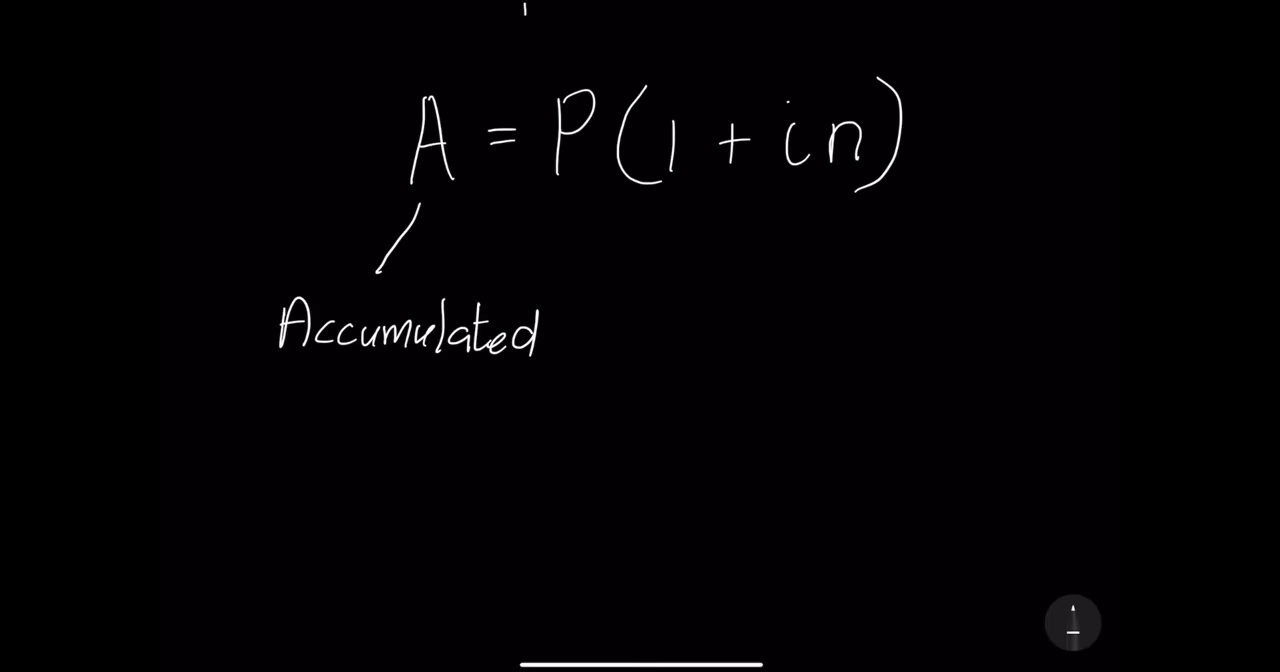 A = P(1 + in)
Accumulated